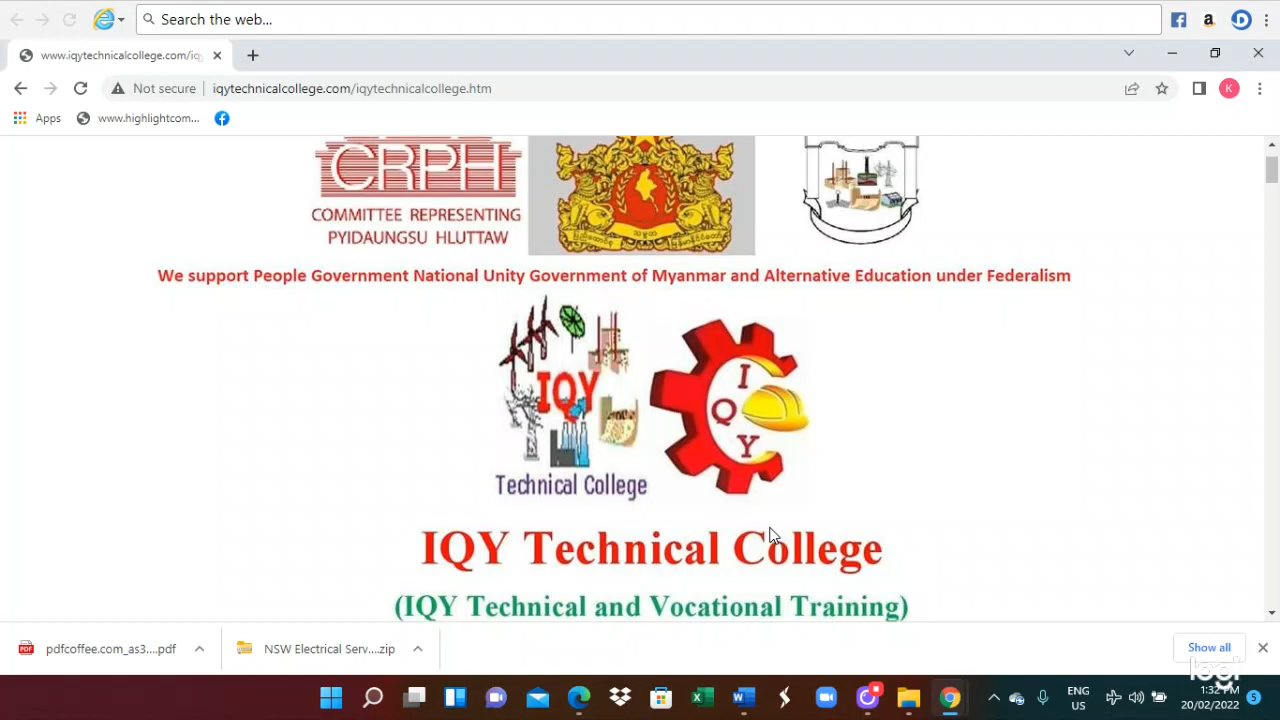 Search the web...
www.iqytechnicalcollege.com/iq
Not secure
iqytechnicalcollege.com/iqytechnicalcollege.htm
K
Apps
www.highlightcom...
CRPH
COMMITTEE REPRESENTING
PYIDAUNGSU HLUTTAW
We support People Government National Unity Government of Myanmar and Alternative Education under Federalism
IQY
Technical College
I
Q
Y
IQY Technical College
(IQY Technical and Vocational Training)
PDF
pdfcoffee.com_as3....pdf
NSW Electrical Serv....zip
Show all
logi
ENG
US
1:32 PM
20/02/2022
5